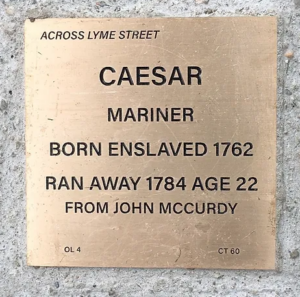 ACROSS LYME STREET
CAESAR
MARINER
BORN ENSLAVED 1762
RAN AWAY 1784 AGE 22
FROM JOHN MCCURDY
OL 4 CT 60